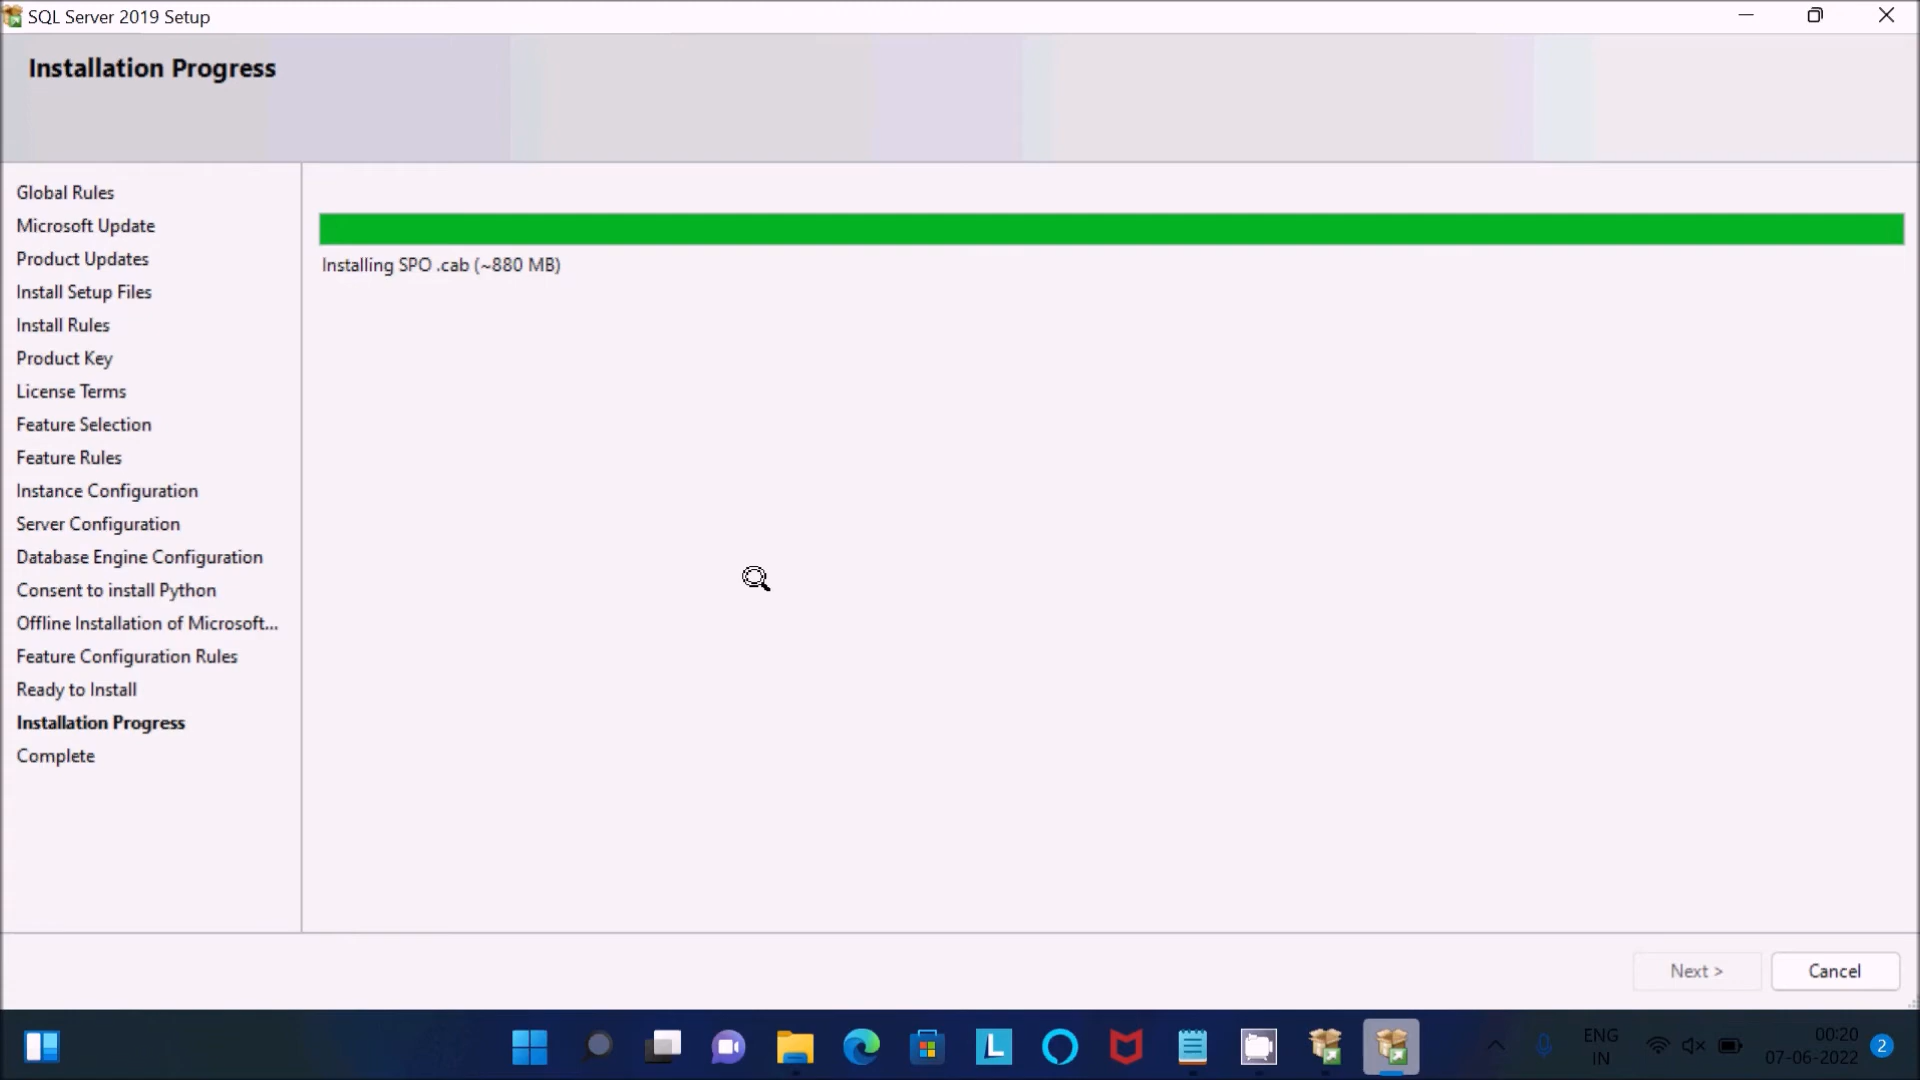 SQL Server 2019 Setup
Installation Progress
Global Rules
Microsoft Update
Product Updates
Install Setup Files
Install Rules
Product Key
License Terms
Feature Selection
Feature Rules
Instance Configuration
Server Configuration
Database Engine Configuration
Consent to install Python
Offline Installation of Microsoft...
Feature Configuration Rules
Ready to Install
Installation Progress
Complete
Installing SPO .cab (~880 MB)
Next >
Cancel
L
ENG
IN
00:20
07-06-2022
2